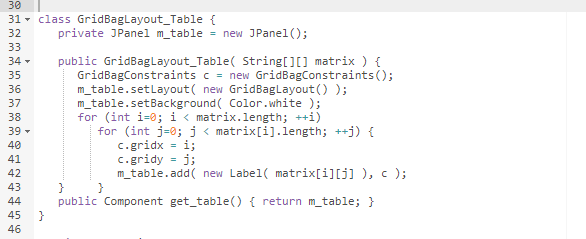 30
31 class GridBagLayout_Table {
32     private JPanel m_table = new JPanel();
33
34     public GridBagLayout_Table( String[][] matrix ) {
35         GridBagConstraints c = new GridBagConstraints();
36         m_table.setLayout( new GridBagLayout() );
37         m_table.setBackground( Color.white );
38         for (int i=0; i < matrix.length; ++i)
39             for (int j=0; j < matrix[i].length; ++j) {
40                 c.gridx = i;
41                 c.gridy = j;
42                 m_table.add( new Label( matrix[i][j] ), c );
43     }       }
44     public Component get_table() { return m_table; }
45 }
46